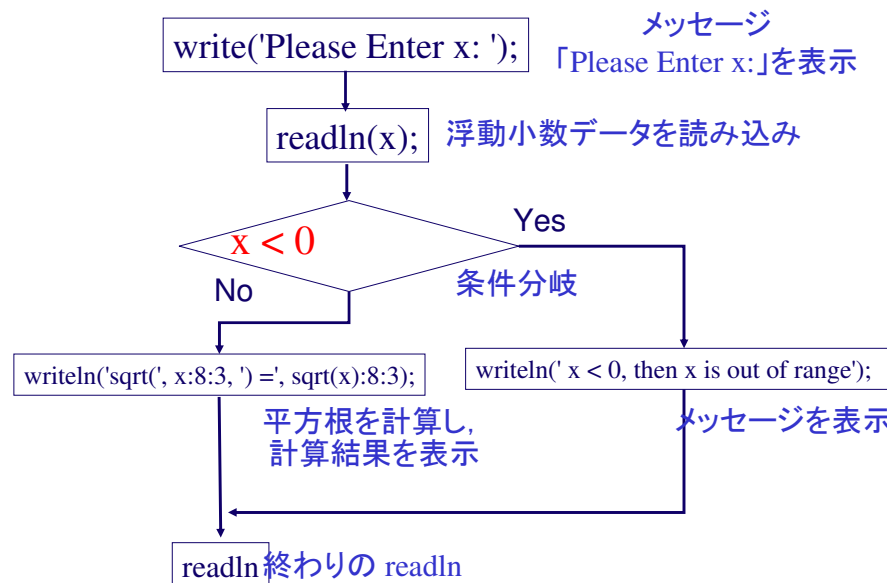 write('Please Enter x: ');
メッセージ
「Please Enter x:」を表示
readln(x);
浮動小数データを読み込み
x < 0
Yes
No
条件分岐
writeln('sqrt(', x:8:3, ') =', sqrt(x):8:3);
writeln(' x < 0, then x is out of range');
平方根を計算し,
計算結果を表示
メッセージを表示
readln
終わりの readln